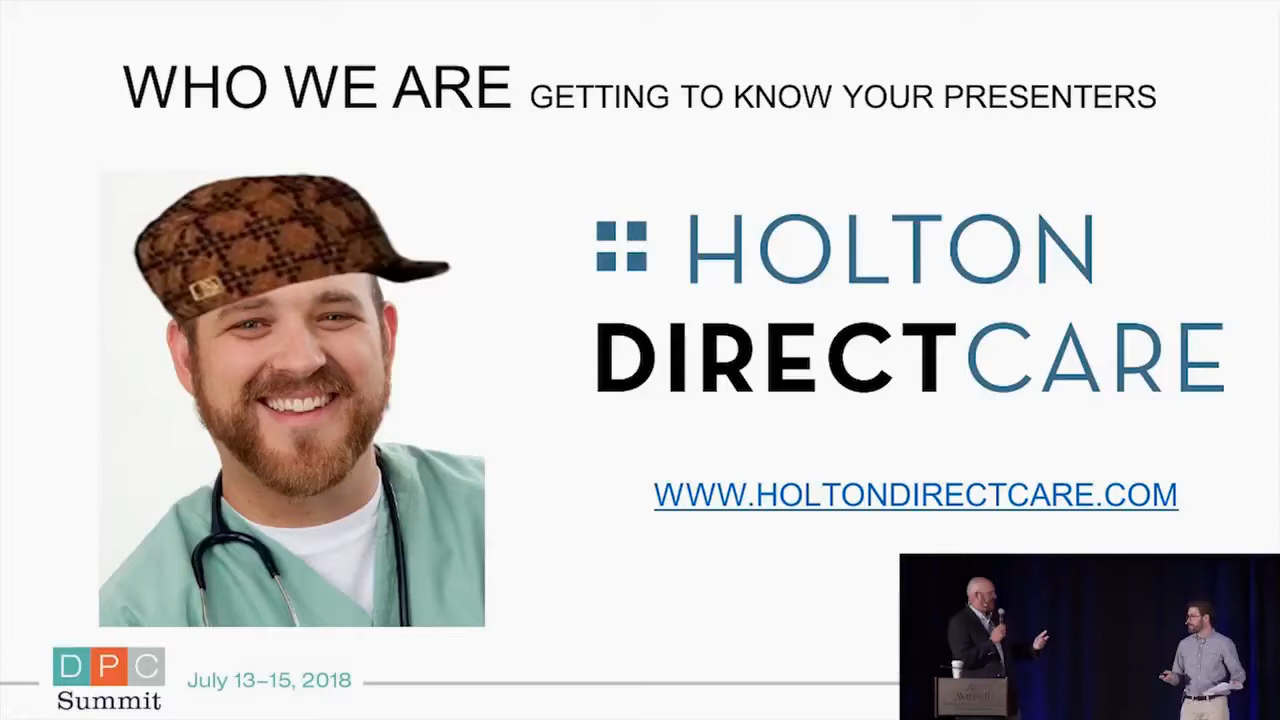 WHO WE ARE GETTING TO KNOW YOUR PRESENTERS
HOLTON
DIRECTCARE
WWW.HOLTONDIRECTCARE.COM
DPC
Summit
July 13–15, 2018
Marriott